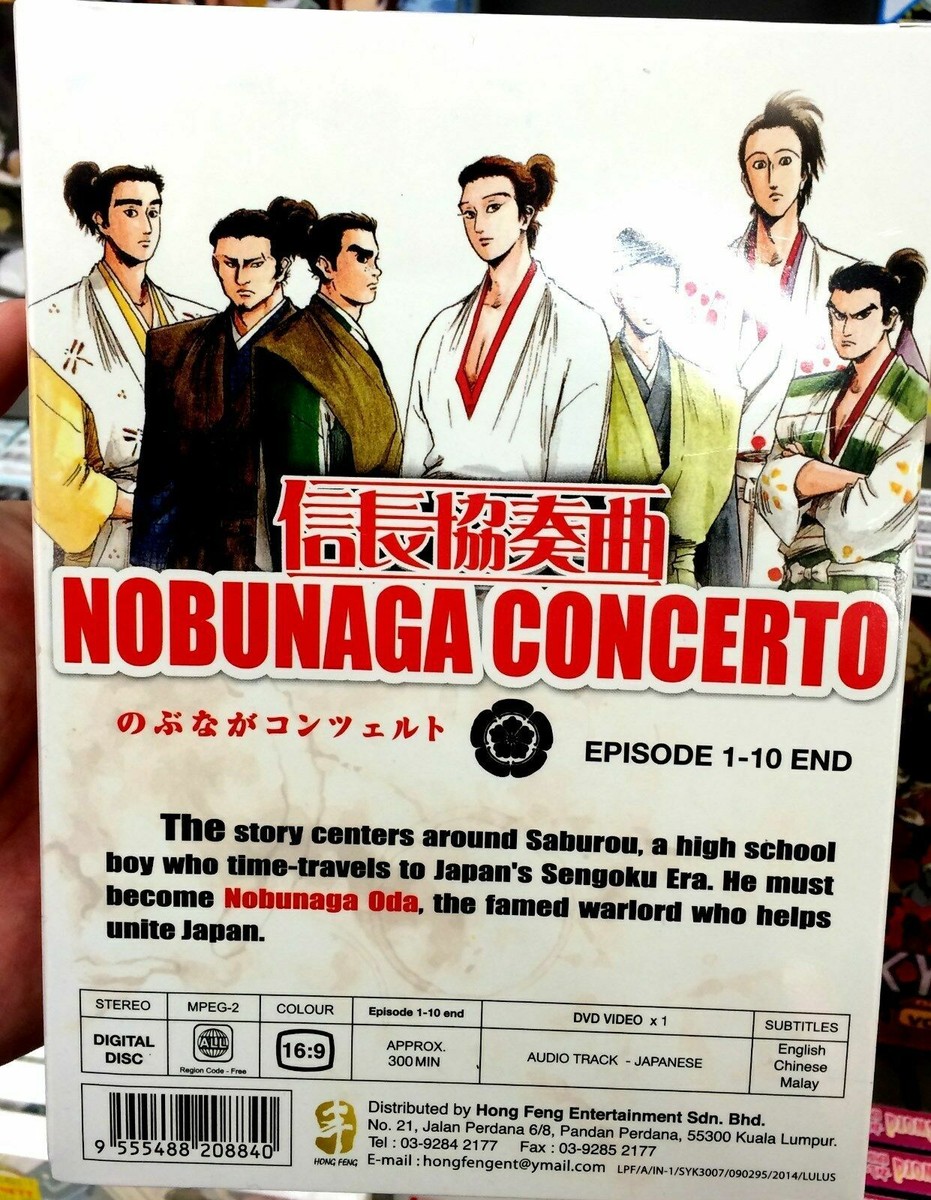 信長協奏曲
NOBUNAGA CONCERTO
のぶながコンツェルト
EPISODE 1-10 END
The story centers around Saburou, a high school
boy who time-travels to Japan's Sengoku Era. He must
become Nobunaga Oda, the famed warlord who helps
unite Japan.
STEREO
MPEG-2
COLOUR
Episode 1-10 end
DVD VIDEO x 1
SUBTITLES
DIGITAL
DISC
ALL
Region Code - Free
16:9
APPROX.
300 MIN
AUDIO TRACK - JAPANESE
English
Chinese
Malay
9 555488 208840
HONG FENG
Distributed by Hong Feng Entertainment Sdn. Bhd.
No. 21, Jalan Perdana 6/8, Pandan Perdana, 55300 Kuala Lumpur.
Tel : 03-9284 2177 Fax : 03-9285 2177
E-mail : hongfengent@ymail.com LPF/A/IN-1/SYK3007/090295/2014/LULUS